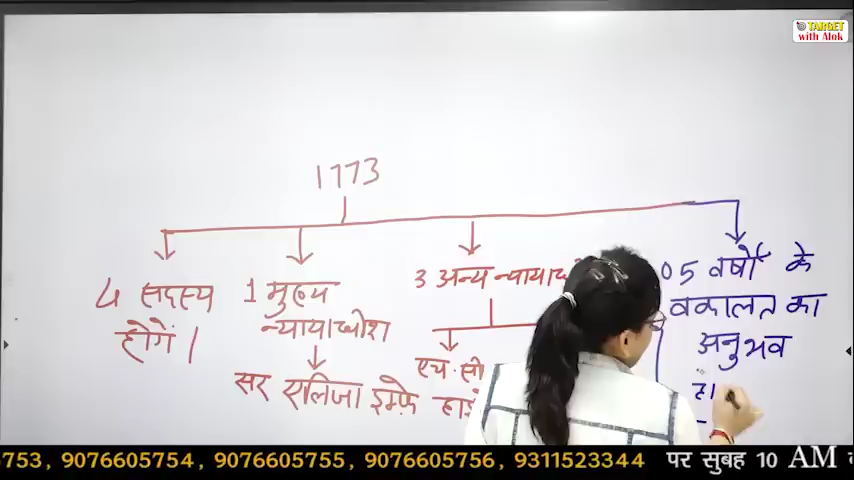 TARGET
with Alok
1773
4 सदस्य
होगें |
1 मुख्य
न्यायाधीश
सर एलिजा इम्फे
3 अन्य
एच.
05 वर्षों के
वकालत का
अनुभव
753, 9076605754, 9076605755, 9076605756, 9311523344 पर सुबह 10 AM